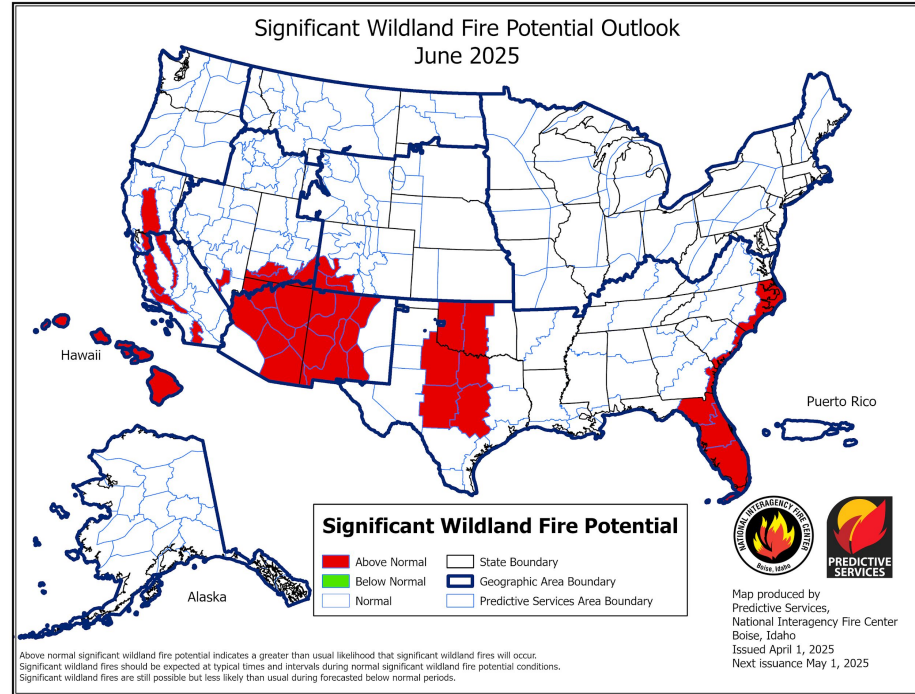 Significant Wildland Fire Potential Outlook
June 2025
Hawaii
Puerto Rico
Alaska
Significant Wildland Fire Potential
Above Normal
State Boundary
Below Normal
Geographic Area Boundary
Normal
Predictive Services Area Boundary
NATIONAL INTERAGENCY FIRE CENTER
Boise, Idaho
PREDICTIVE
SERVICES
Map produced by
Predictive Services,
National Interagency Fire Center
Boise, Idaho
Issued April 1, 2025
Next issuance May 1, 2025
Above normal significant wildland fire potential indicates a greater than usual likelihood that significant wildland fires will occur.
Significant wildland fires should be expected at typical times and intervals during normal significant wildland fire potential conditions.
Significant wildland fires are still possible but less likely than usual during forecasted below normal periods.